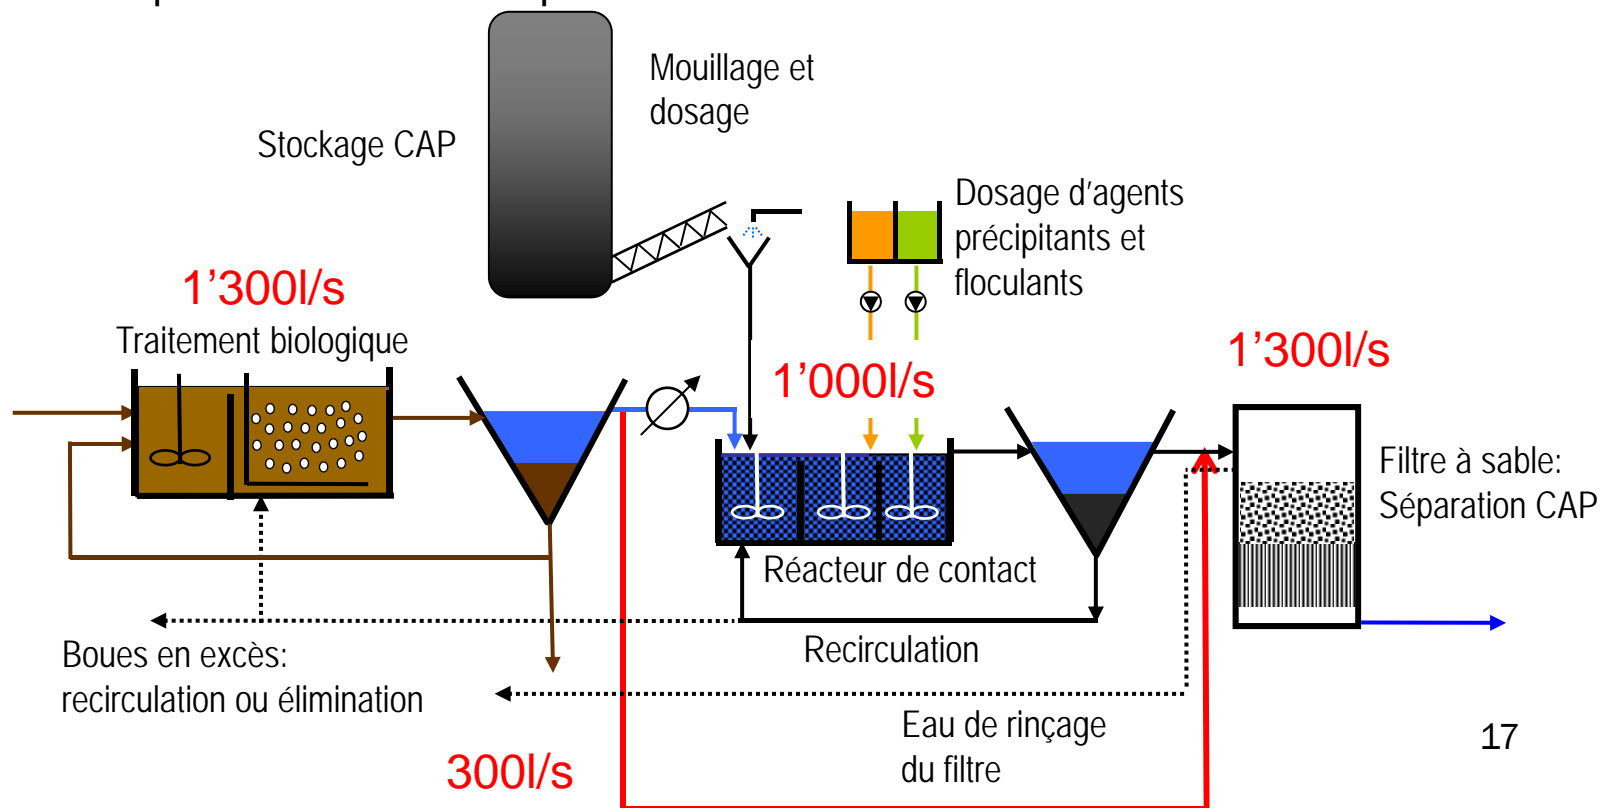 Mouillage et
dosage
Stockage CAP
Dosage d'agents
précipitants et
floculants
1'300l/s
Traitement biologique
1'000l/s
1'300l/s
Filtre à sable:
Séparation CAP
Réacteur de contact
Recirculation
Boues en excès:
recirculation ou élimination
Eau de rinçage
du filtre
300l/s
17